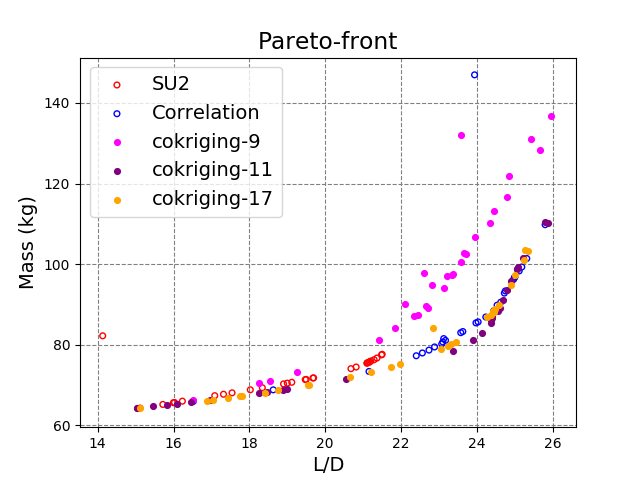 Pareto-front
SU2
Correlation
cokriging-9
cokriging-11
cokriging-17
Mass (kg)
140
120
100
80
60
14 16 18 20 22 24 26
L/D